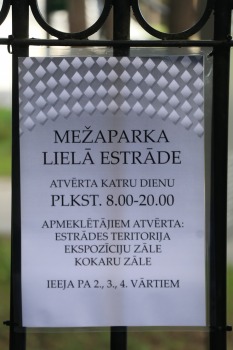 MEŽAPARKA
LIELĀ ESTRĀDE
ATVĒRTA KATRU DIENU
PLKST. 8.00-20.00
APMEKLĒTĀJIEM ATVĒRTA:
ESTRĀDES TERITORIJA
EKSPOZĪCIJU ZĀLE
KOKARU ZĀLE
IEEJA PA 2., 3., 4. VĀRTIEM